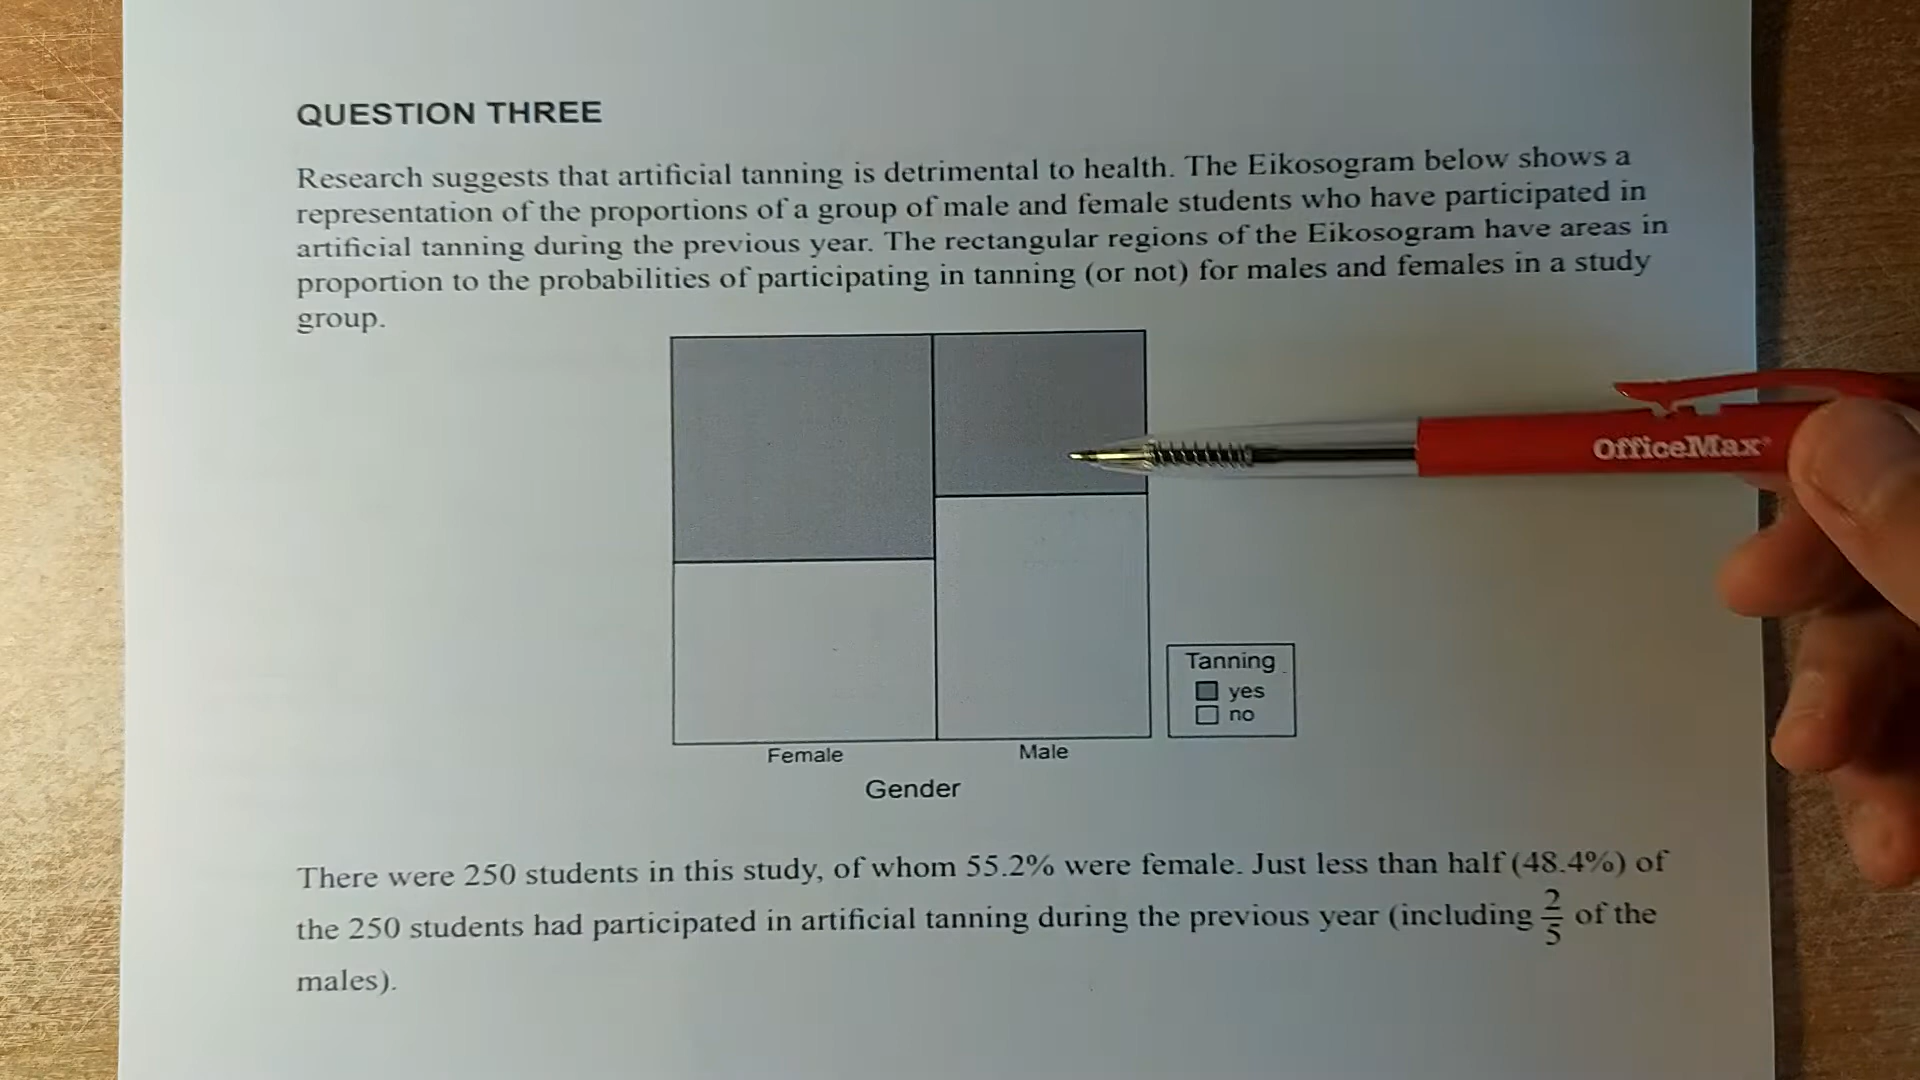 QUESTION THREE
Research suggests that artificial tanning is detrimental to health. The Eikosogram below shows a
representation of the proportions of a group of male and female students who have participated in
artificial tanning during the previous year. The rectangular regions of the Eikosogram have areas in
proportion to the probabilities of participating in tanning (or not) for males and females in a study
group.
OfficeMax
Tanning
yes
no
Female Male
Gender
There were 250 students in this study, of whom 55.2% were female. Just less than half (48.4%) of
the 250 students had participated in artificial tanning during the previous year (including 2/5 of the
males).